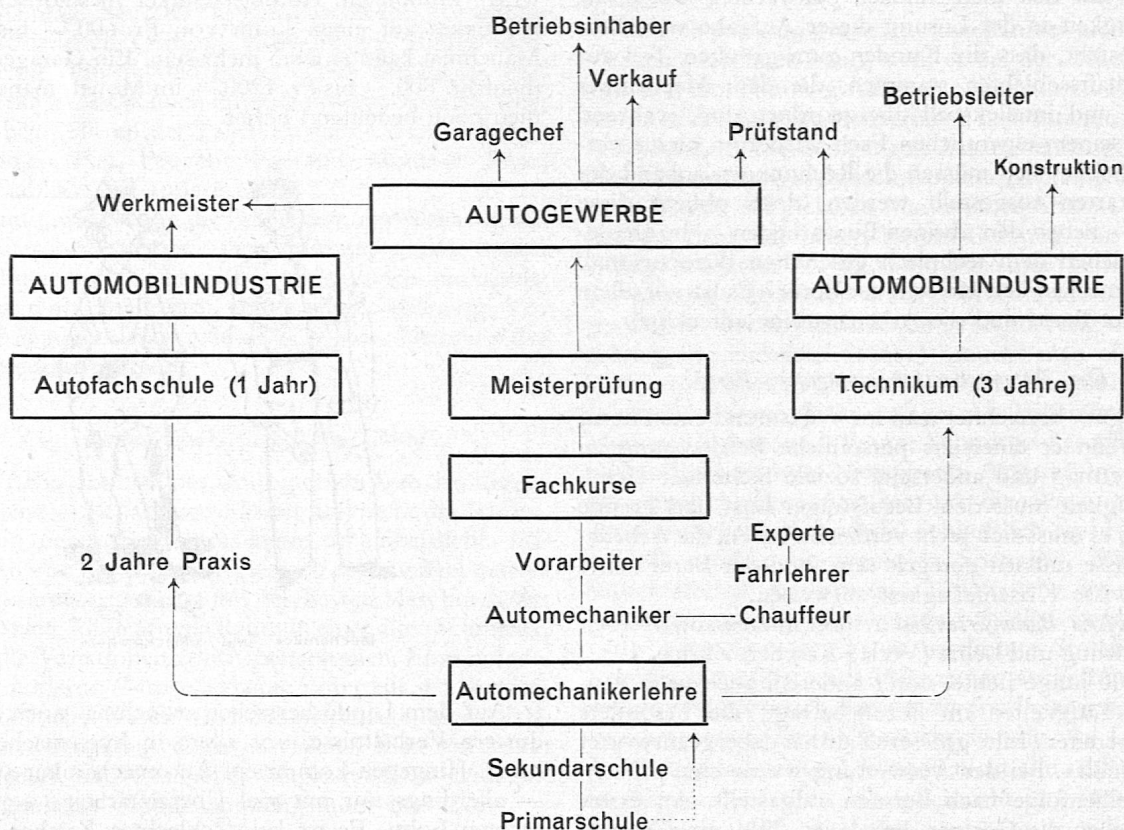 Betriebsinhaber
Verkauf
Betriebsleiter
Garagechef
Prüfstand
Konstruktion
Werkmeister
AUTOGEWERBE
AUTOMOBILINDUSTRIE
AUTOMOBILINDUSTRIE
Autofachschule (1 Jahr)
Meisterprüfung
Technikum (3 Jahre)
Fachkurse
Experte
2 Jahre Praxis
Vorarbeiter
Fahrlehrer
Automechaniker
Chauffeur
Automechanikerlehre
Sekundarschule
Primarschule